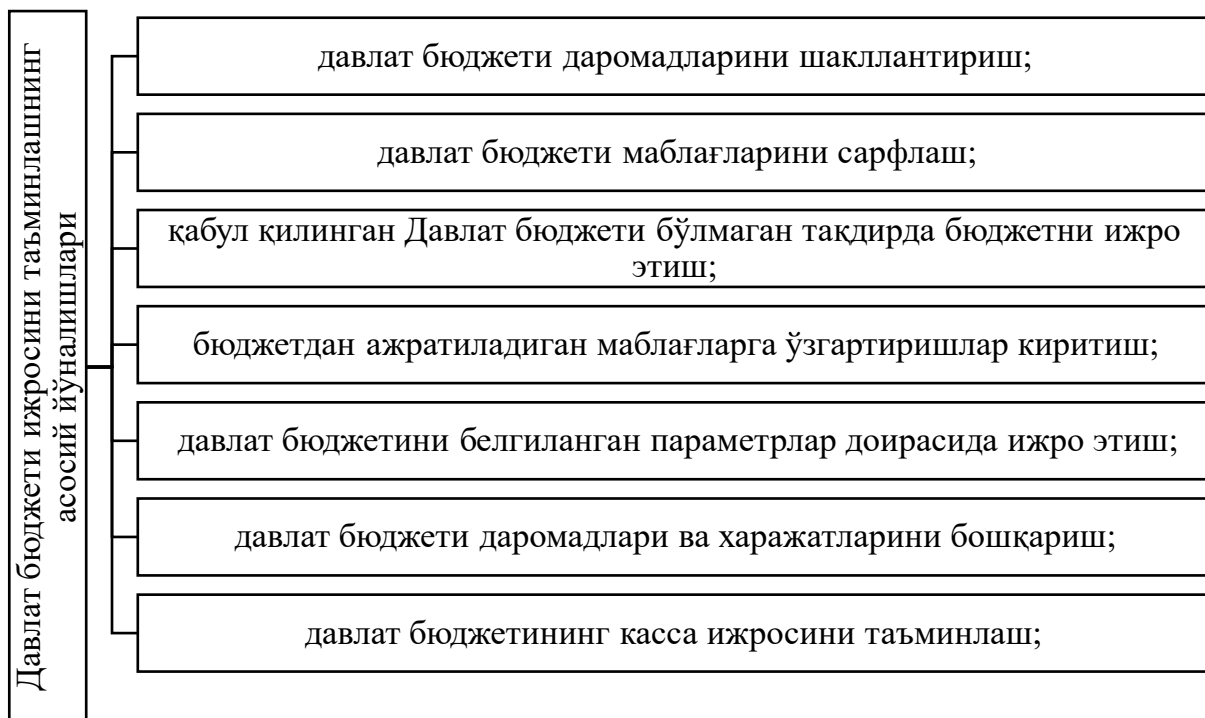 Давлат бюджети ижросини таъминлашнинг
асосий йўналишлари
давлат бюджети даромадларини шакллантириш;
давлат бюджети маблағларини сарфлаш;
қабул қилинган Давлат бюджети бўлмаган тақдирда бюджетни ижро
этиш;
бюджетдан ажратиладиган маблағларга ўзгартиришлар киритиш;
давлат бюджетини белгиланган параметрлар доирасида ижро этиш;
давлат бюджети даромадлари ва харажатларини бошқариш;
давлат бюджетининг касса ижросини таъминлаш;